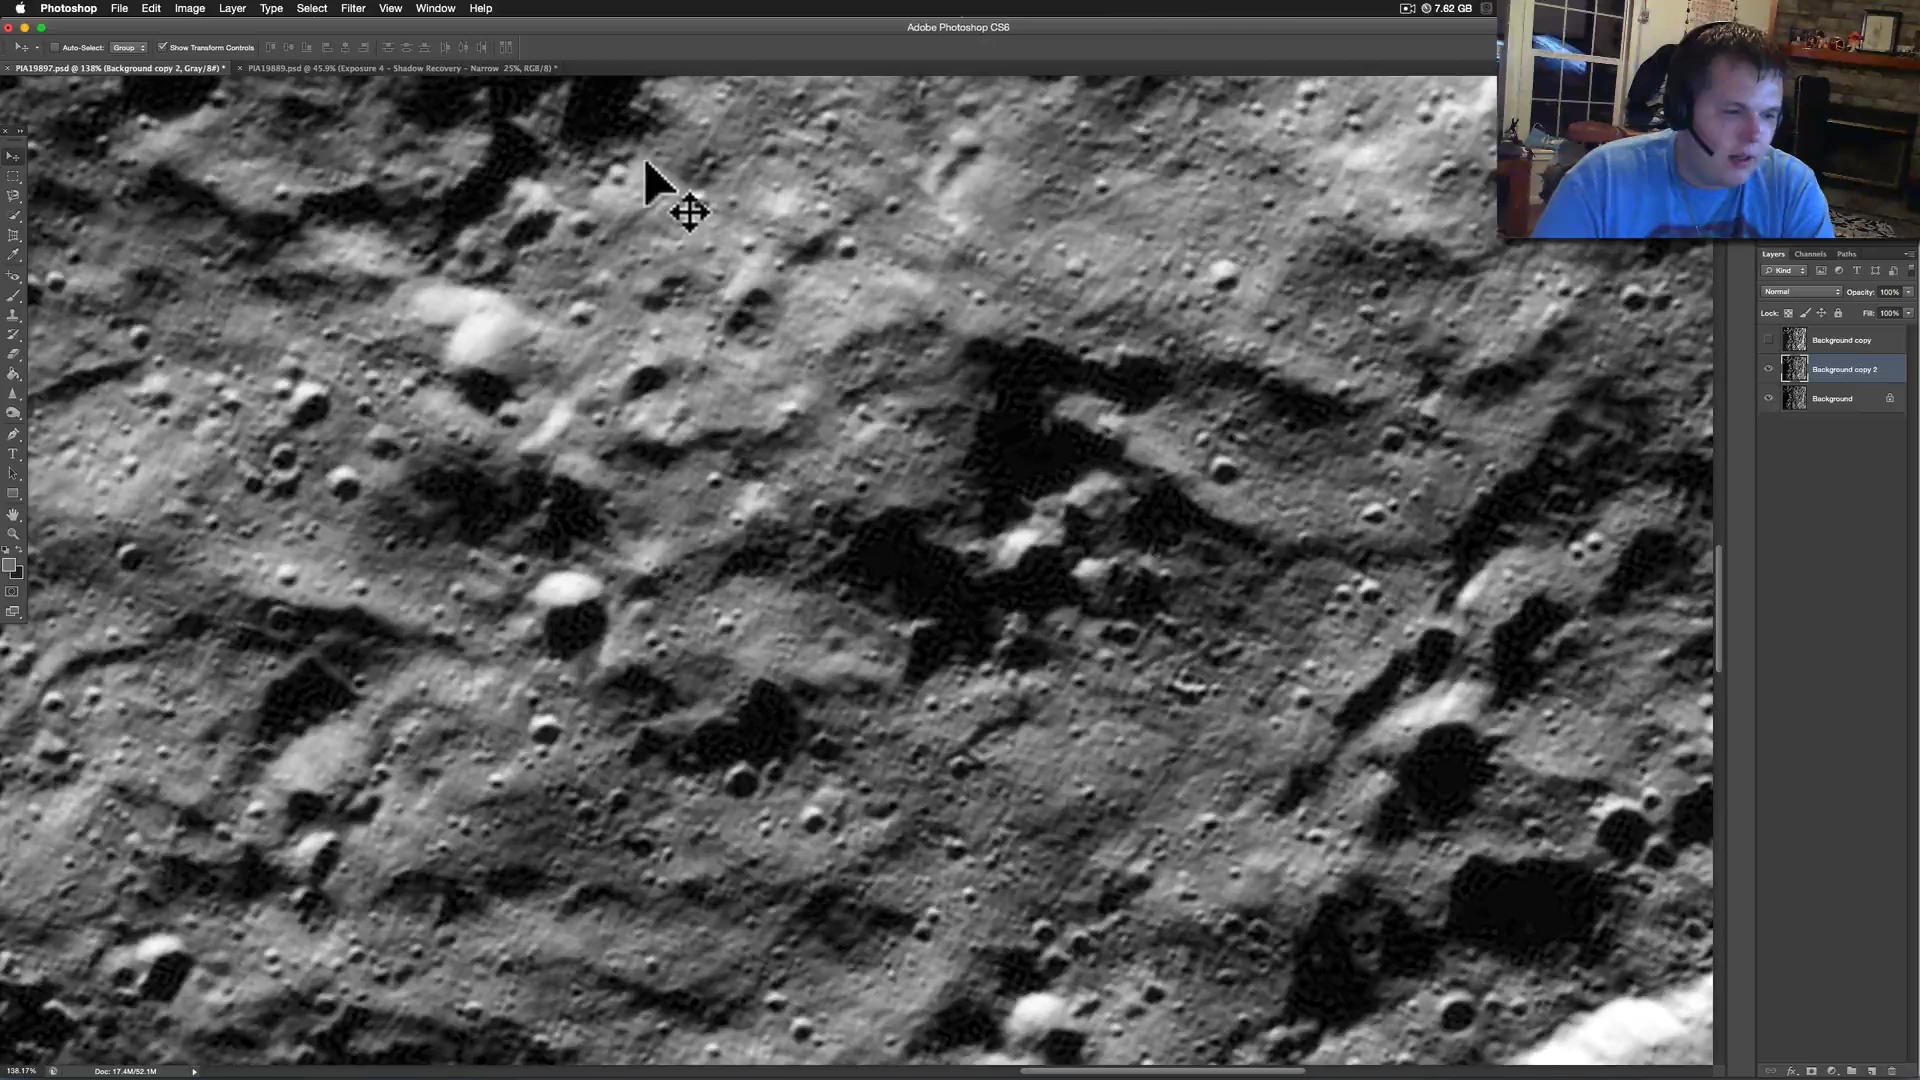 Photoshop File Edit Image Layer Type Select Filter View Window Help 7.62 GB
Adobe Photoshop CS6
Auto-Select: Group Show Transform Controls
PIA19897.psd @ 138% (Background copy 2, Gray/8#) * PIA19889.psd @ 45.9% (Exposure 4 - Shadow Recovery - Narrow 25%, RGB/8) *
Layers Channels Paths
Kind
Normal Opacity: 100%
Lock: Fill: 100%
Background copy
Background copy 2
Background
138.17% Doc: 17.4M/52.1M